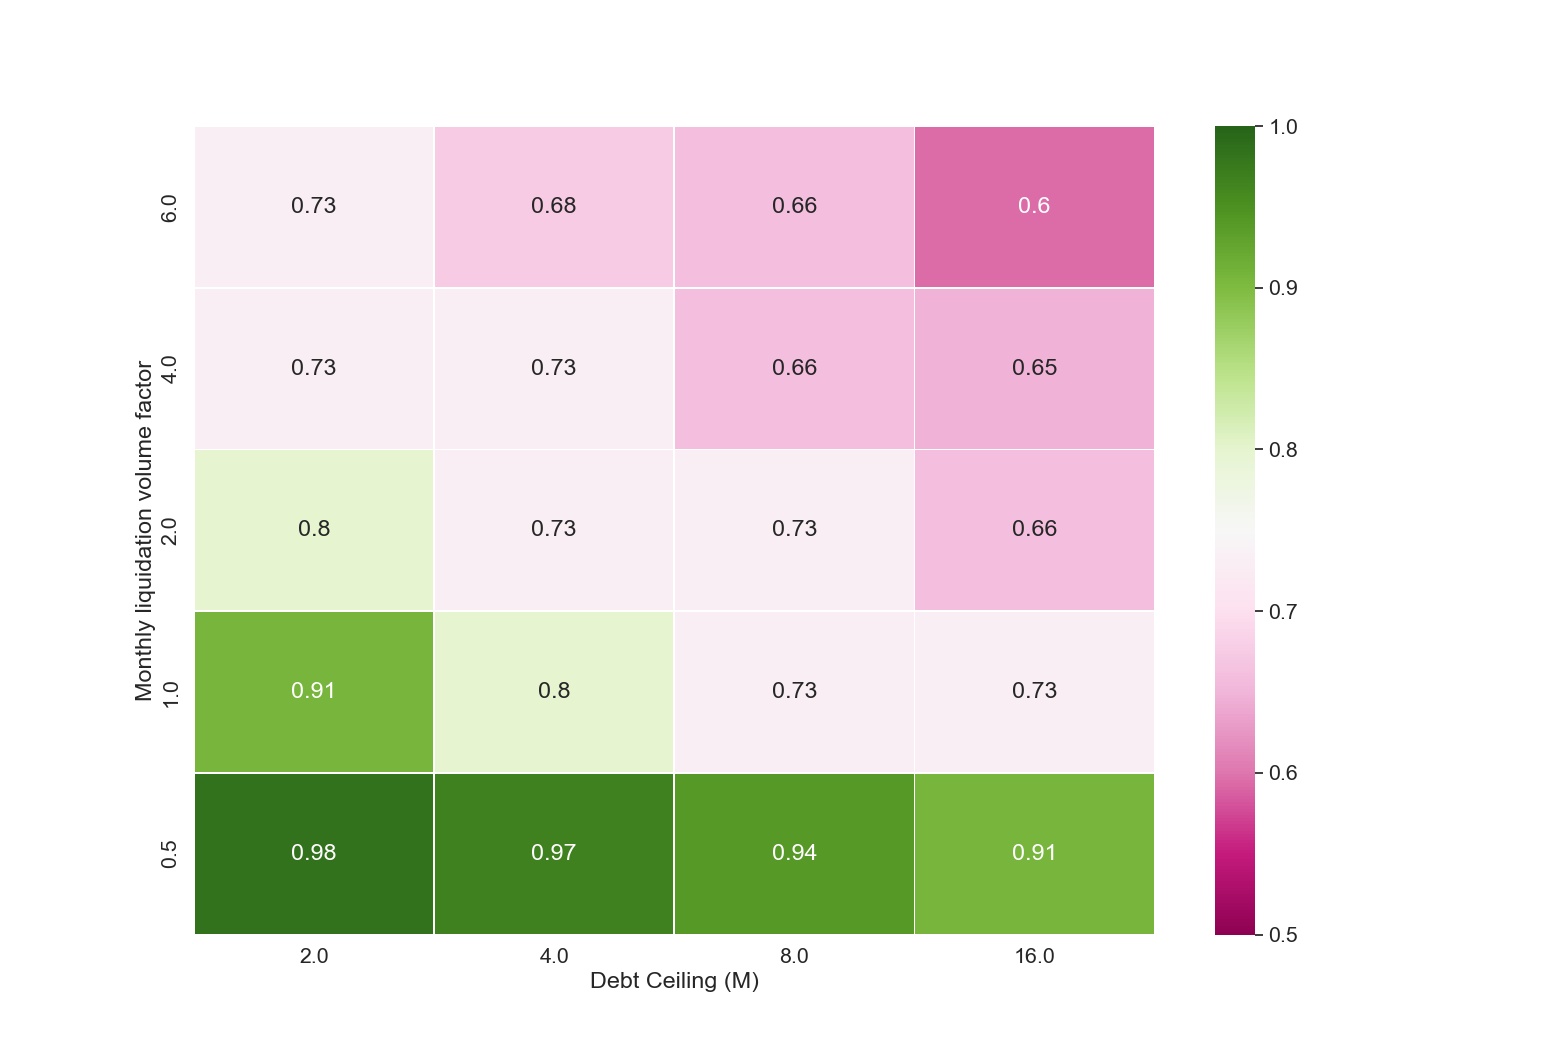 1.0
6.0 0.73 0.68 0.66 0.6
0.9
4.0 0.73 0.73 0.66 0.65
0.8
Monthly liquidation volume factor
2.0 0.8 0.73 0.73 0.66
0.7
1.0 0.91 0.8 0.73 0.73
0.6
0.5 0.98 0.97 0.94 0.91
0.5
2.0 4.0 8.0 16.0
Debt Ceiling (M)